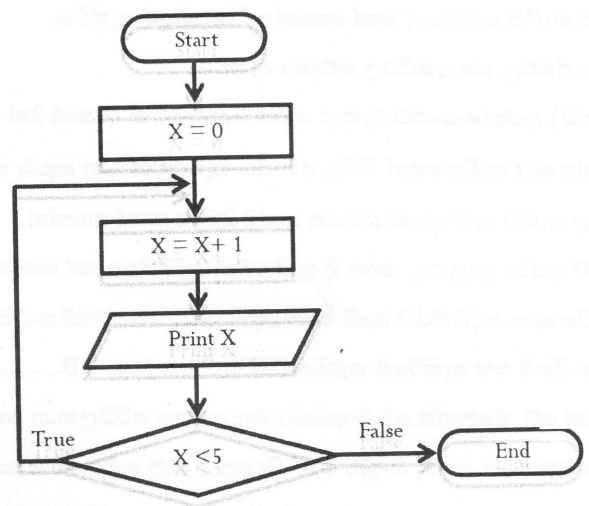 Start
X = 0
X = X+ 1
Print X
True
X <5
False
End